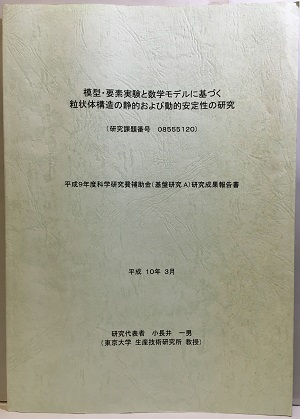 模型・要素実験と数学モデルに基づく
粒状体構造の静的および動的安定性の研究
(研究課題番号 08555120)
平成9年度科学研究費補助金(基盤研究A)研究成果報告書
平成 10年 3月
研究代表者 小長井 一男
(東京大学 生産技術研究所 教授)